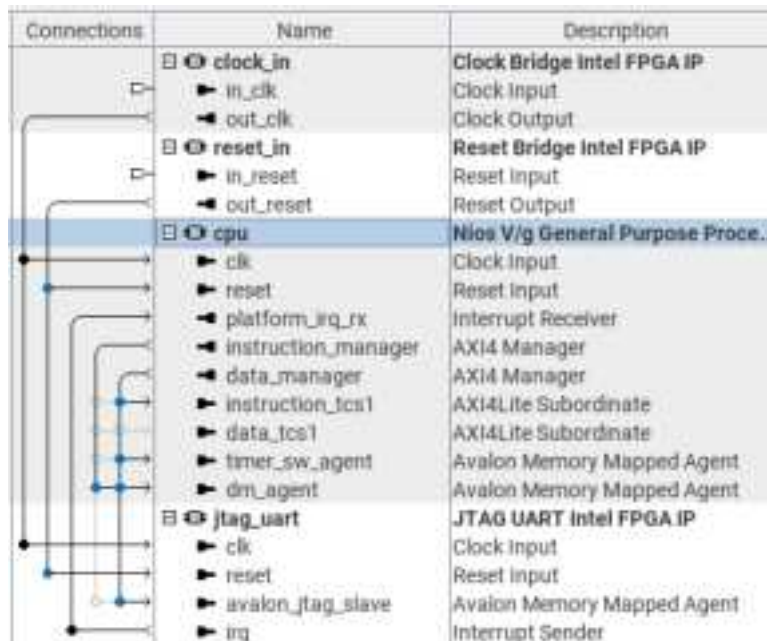 Connections Name Description
clock_in Clock Bridge Intel FPGA IP
in_clk Clock Input
out_clk Clock Output
reset_in Reset Bridge Intel FPGA IP
in_reset Reset Input
out_reset Reset Output
cpu Nios V/g General Purpose Proce..
clk Clock Input
reset Reset Input
platform_irq_rx Interrupt Receiver
instruction_manager AXI4 Manager
data_manager AXI4 Manager
instruction_tcs1 AXI4Lite Subordinate
data_tcs1 AXI4Lite Subordinate
timer_sw_agent Avalon Memory Mapped Agent
dm_agent Avalon Memory Mapped Agent
jtag_uart JTAG UART Intel FPGA IP
clk Clock Input
reset Reset Input
avalon_jtag_slave Avalon Memory Mapped Agent
irq Interrupt Sender